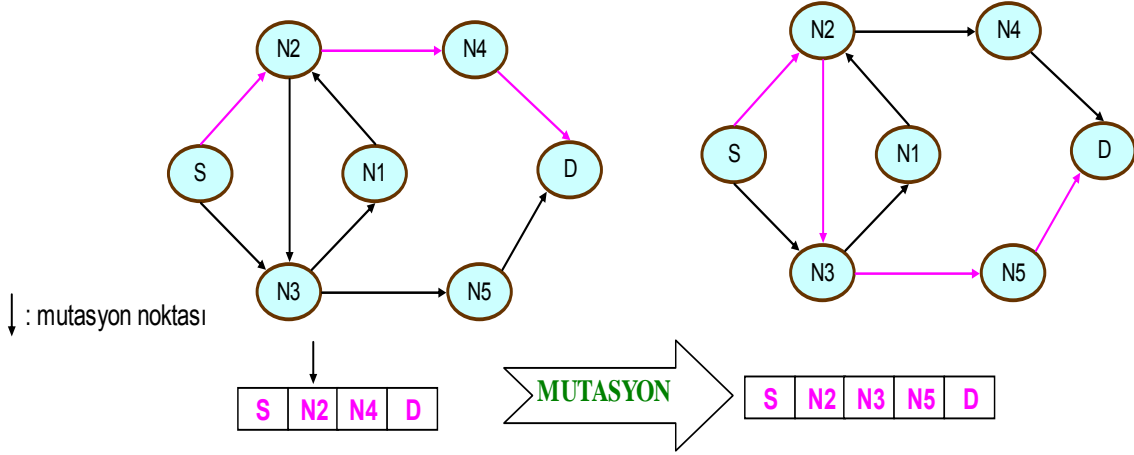 N2 N4
S N1 D
N3 N5
N2 N4
S N1 D
N3 N5
: mutasyon noktası
S N2 N4 D
MUTASYON
S N2 N3 N5 D